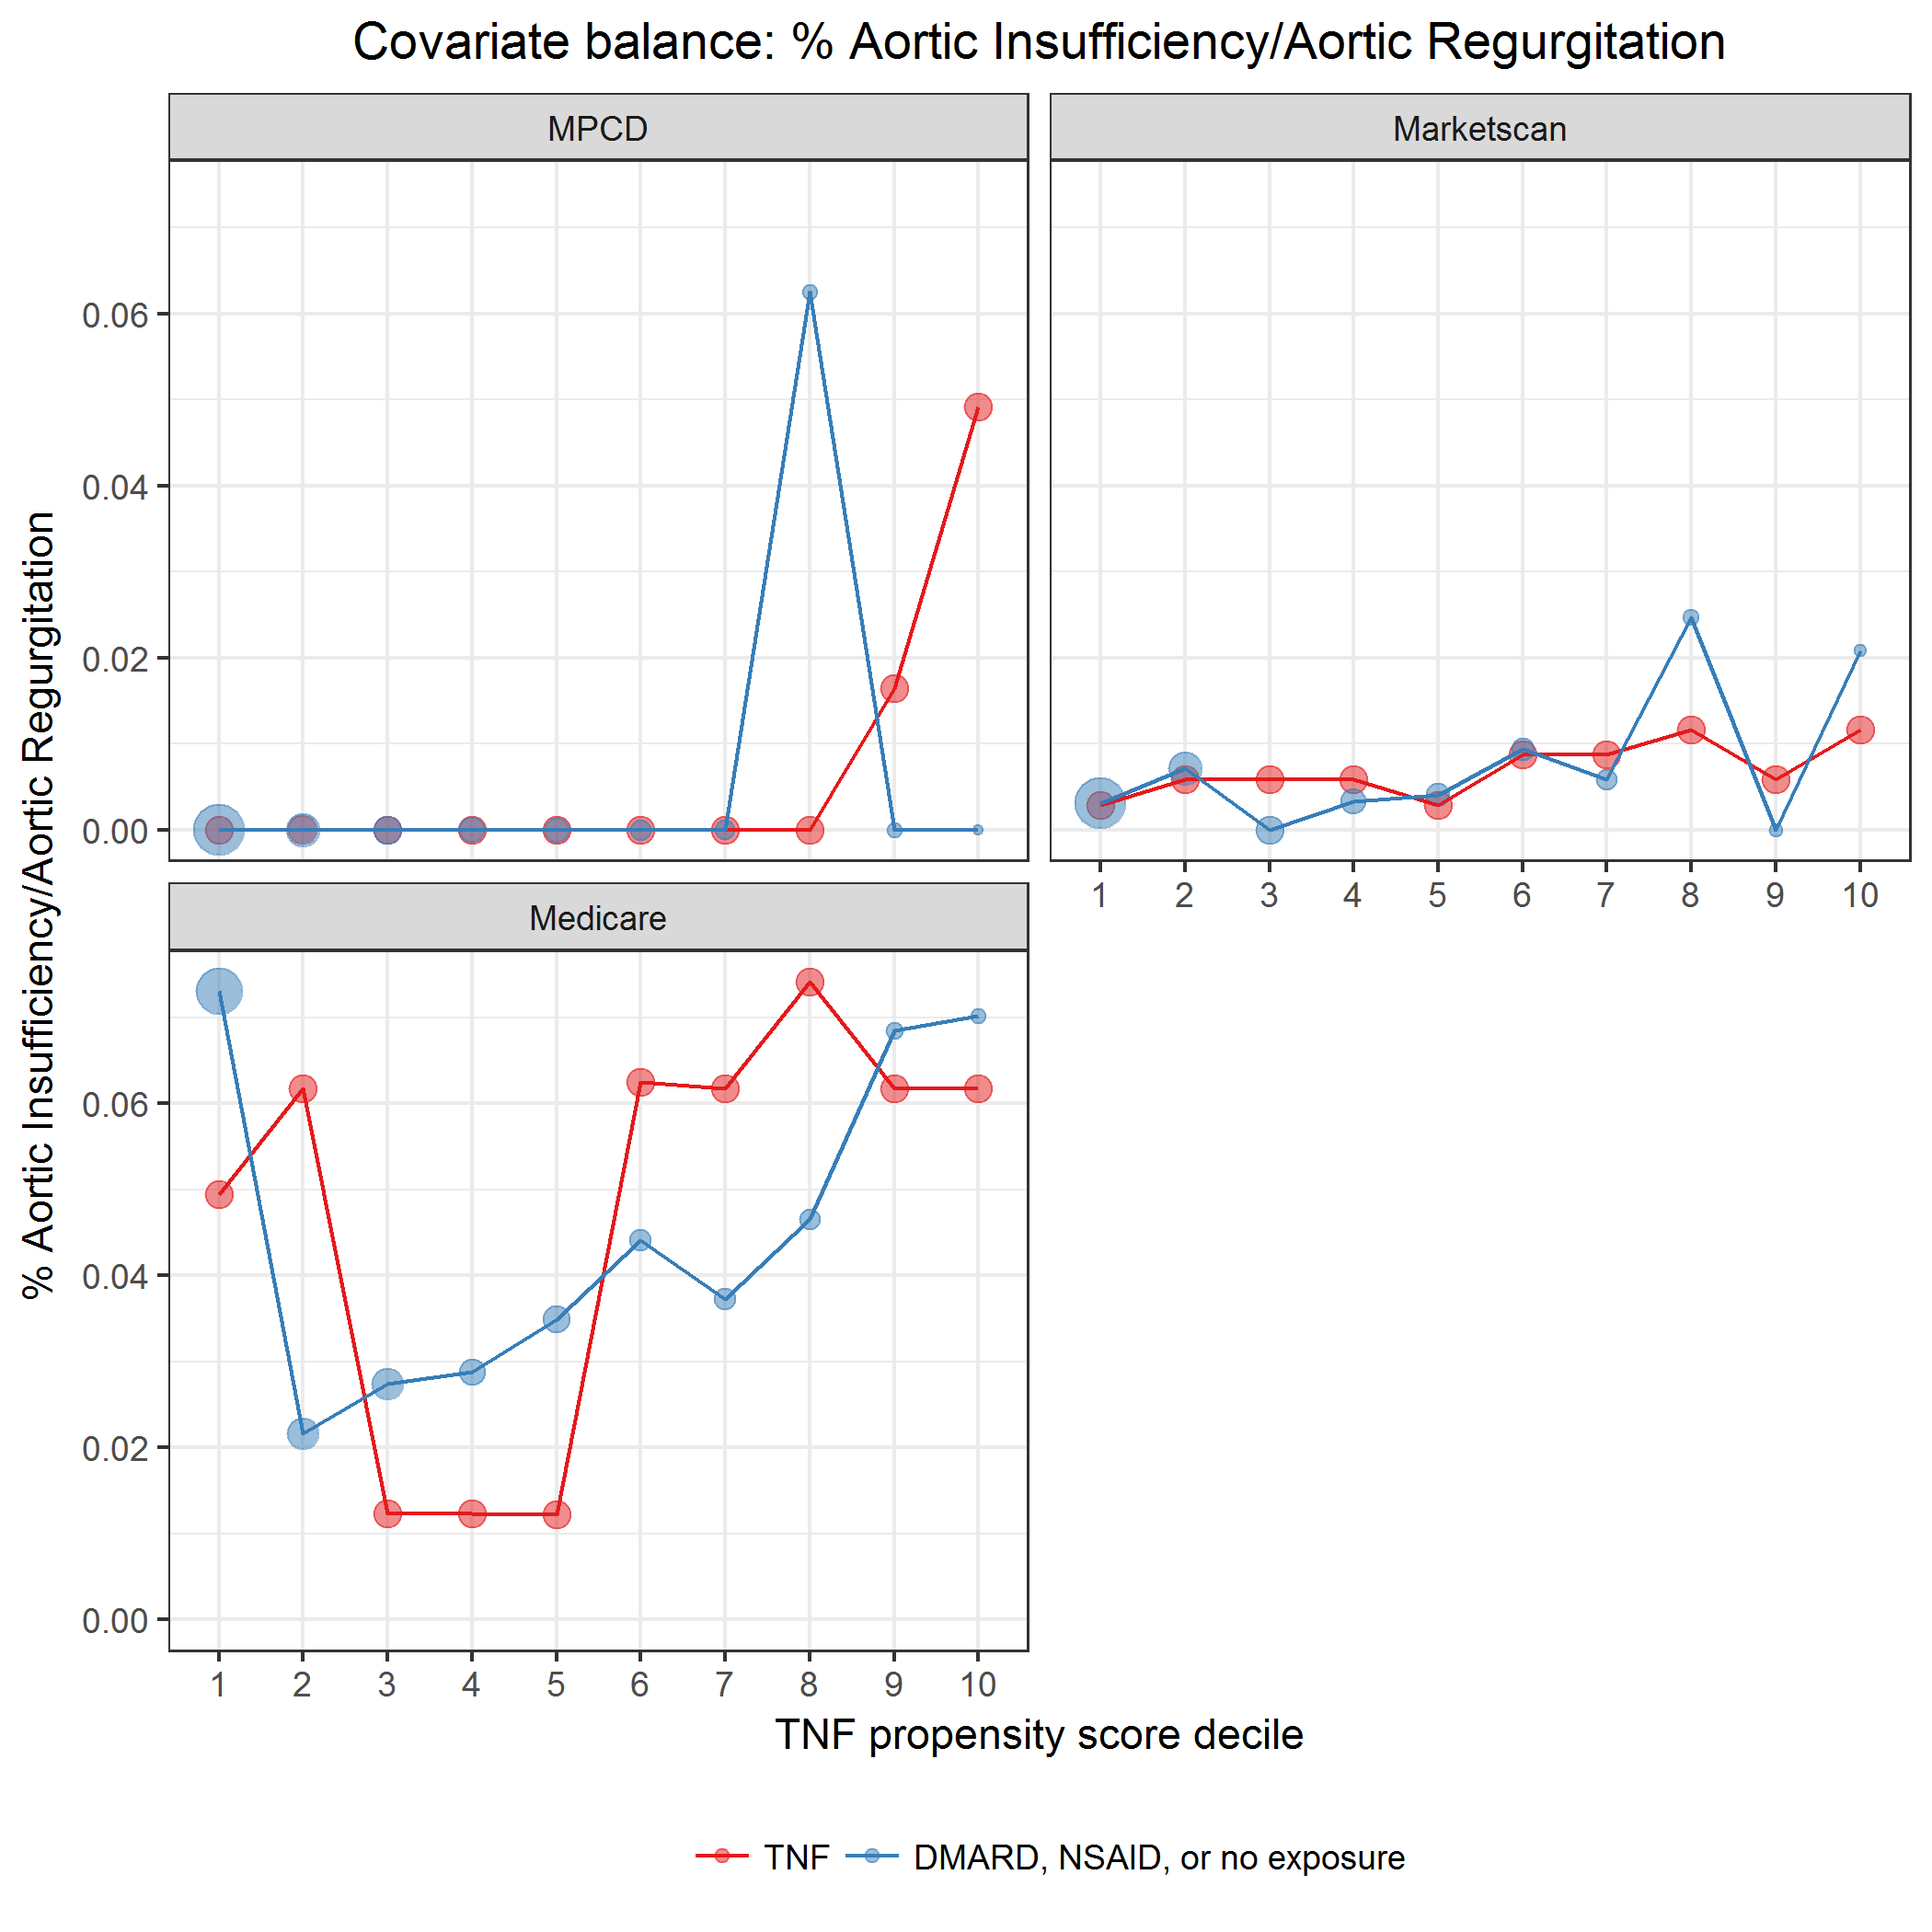 Covariate balance: % Aortic Insufficiency/Aortic Regurgitation
MPCD
Marketscan
0.06
0.04
0.02
0.00
1 2 3 4 5 6 7 8 9 10
Medicare
0.06
0.04
0.02
0.00
1 2 3 4 5 6 7 8 9 10
% Aortic Insufficiency/Aortic Regurgitation
TNF propensity score decile
TNF DMARD, NSAID, or no exposure